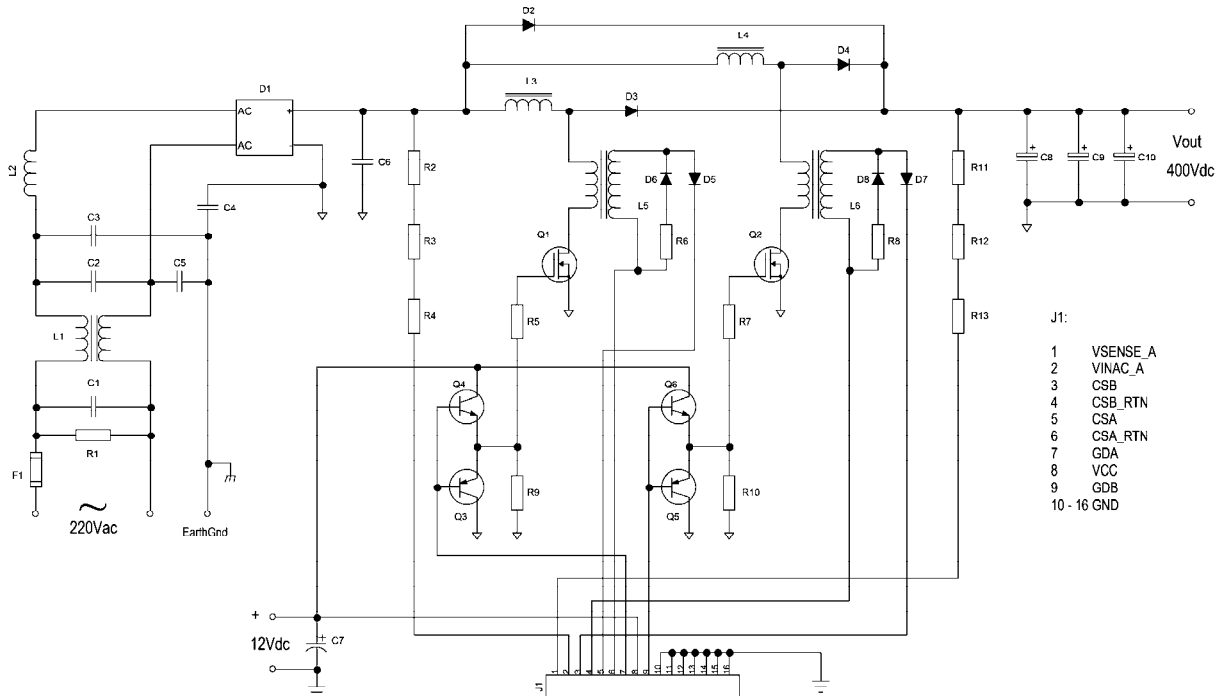 D2
L4
D4
L3
D3
D1
AC
+
AC
-
L2
C6
R2
R11
+
C8
+
C9
+
C10
Vout
400Vdc
D6
D5
D8
D7
L5
L6
C4
C3
Q1
R6
Q2
R8
R3
R12
C2
C5
R4
R5
R7
R13
L1
C1
Q4
Q6
R1
F1
R9
R10
Q3
Q5
~
220Vac
EarthGnd
J1:
1 VSENSE_A
2 VINAC_A
3 CSB
4 CSB_RTN
5 CSA
6 CSA_RTN
7 GDA
8 VCC
9 GDB
10 - 16 GND
+
12Vdc
+
C7
J1
1 2 3 4 5 6 7 8 9 10 11 12 13 14 15 16